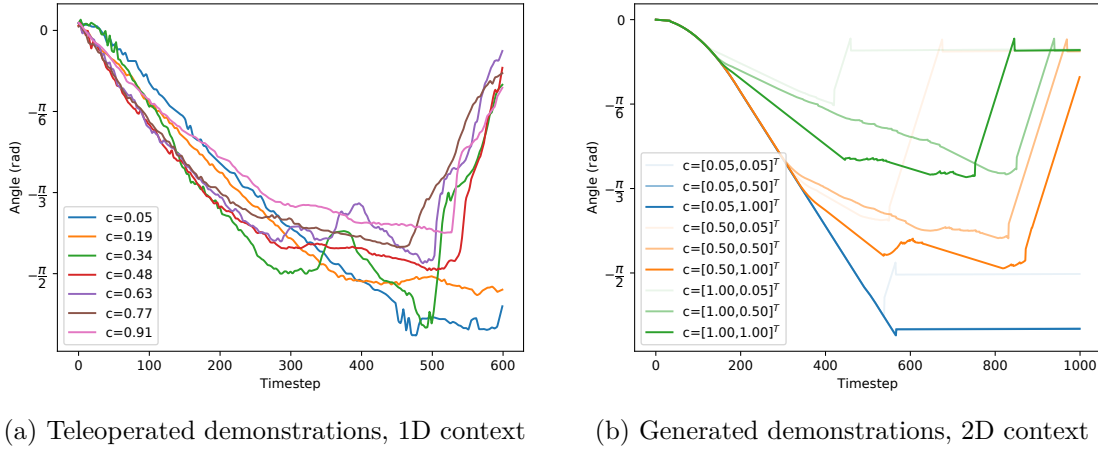 0
−π/6
−π/3
−π/2
Angle (rad)
c=0.05
c=0.19
c=0.34
c=0.48
c=0.63
c=0.77
c=0.91
0 100 200 300 400 500 600
Timestep
(a) Teleoperated demonstrations, 1D context
0
−π/6
−π/3
−π/2
Angle (rad)
c=[0.05,0.05]ᵀ
c=[0.05,0.50]ᵀ
c=[0.05,1.00]ᵀ
c=[0.50,0.05]ᵀ
c=[0.50,0.50]ᵀ
c=[0.50,1.00]ᵀ
c=[1.00,0.05]ᵀ
c=[1.00,0.50]ᵀ
c=[1.00,1.00]ᵀ
0 200 400 600 800 1000
Timestep
(b) Generated demonstrations, 2D context